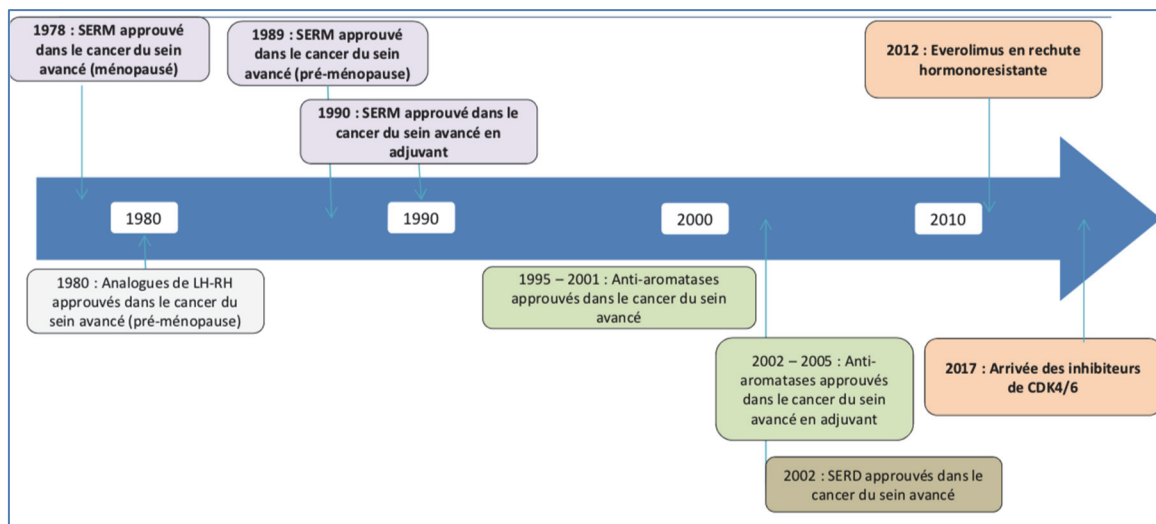 1978 : SERM approuvé
dans le cancer du sein
avancé (ménopausé)
1989 : SERM approuvé
dans le cancer du sein
avancé (pré-ménopause)
1990 : SERM approuvé dans le
cancer du sein avancé en
adjuvant
2012 : Everolimus en rechute
hormonoresistante
1980
1990
2000
2010
1980 : Analogues de LH-RH
approuvés dans le cancer du
sein avancé (pré-ménopause)
1995 – 2001 : Anti-aromatases
approuvés dans le cancer du sein
avancé
2002 – 2005 : Anti-
aromatases approuvés
dans le cancer du sein
avancé en adjuvant
2017 : Arrivée des inhibiteurs
de CDK4/6
2002 : SERD approuvés dans le
cancer du sein avancé